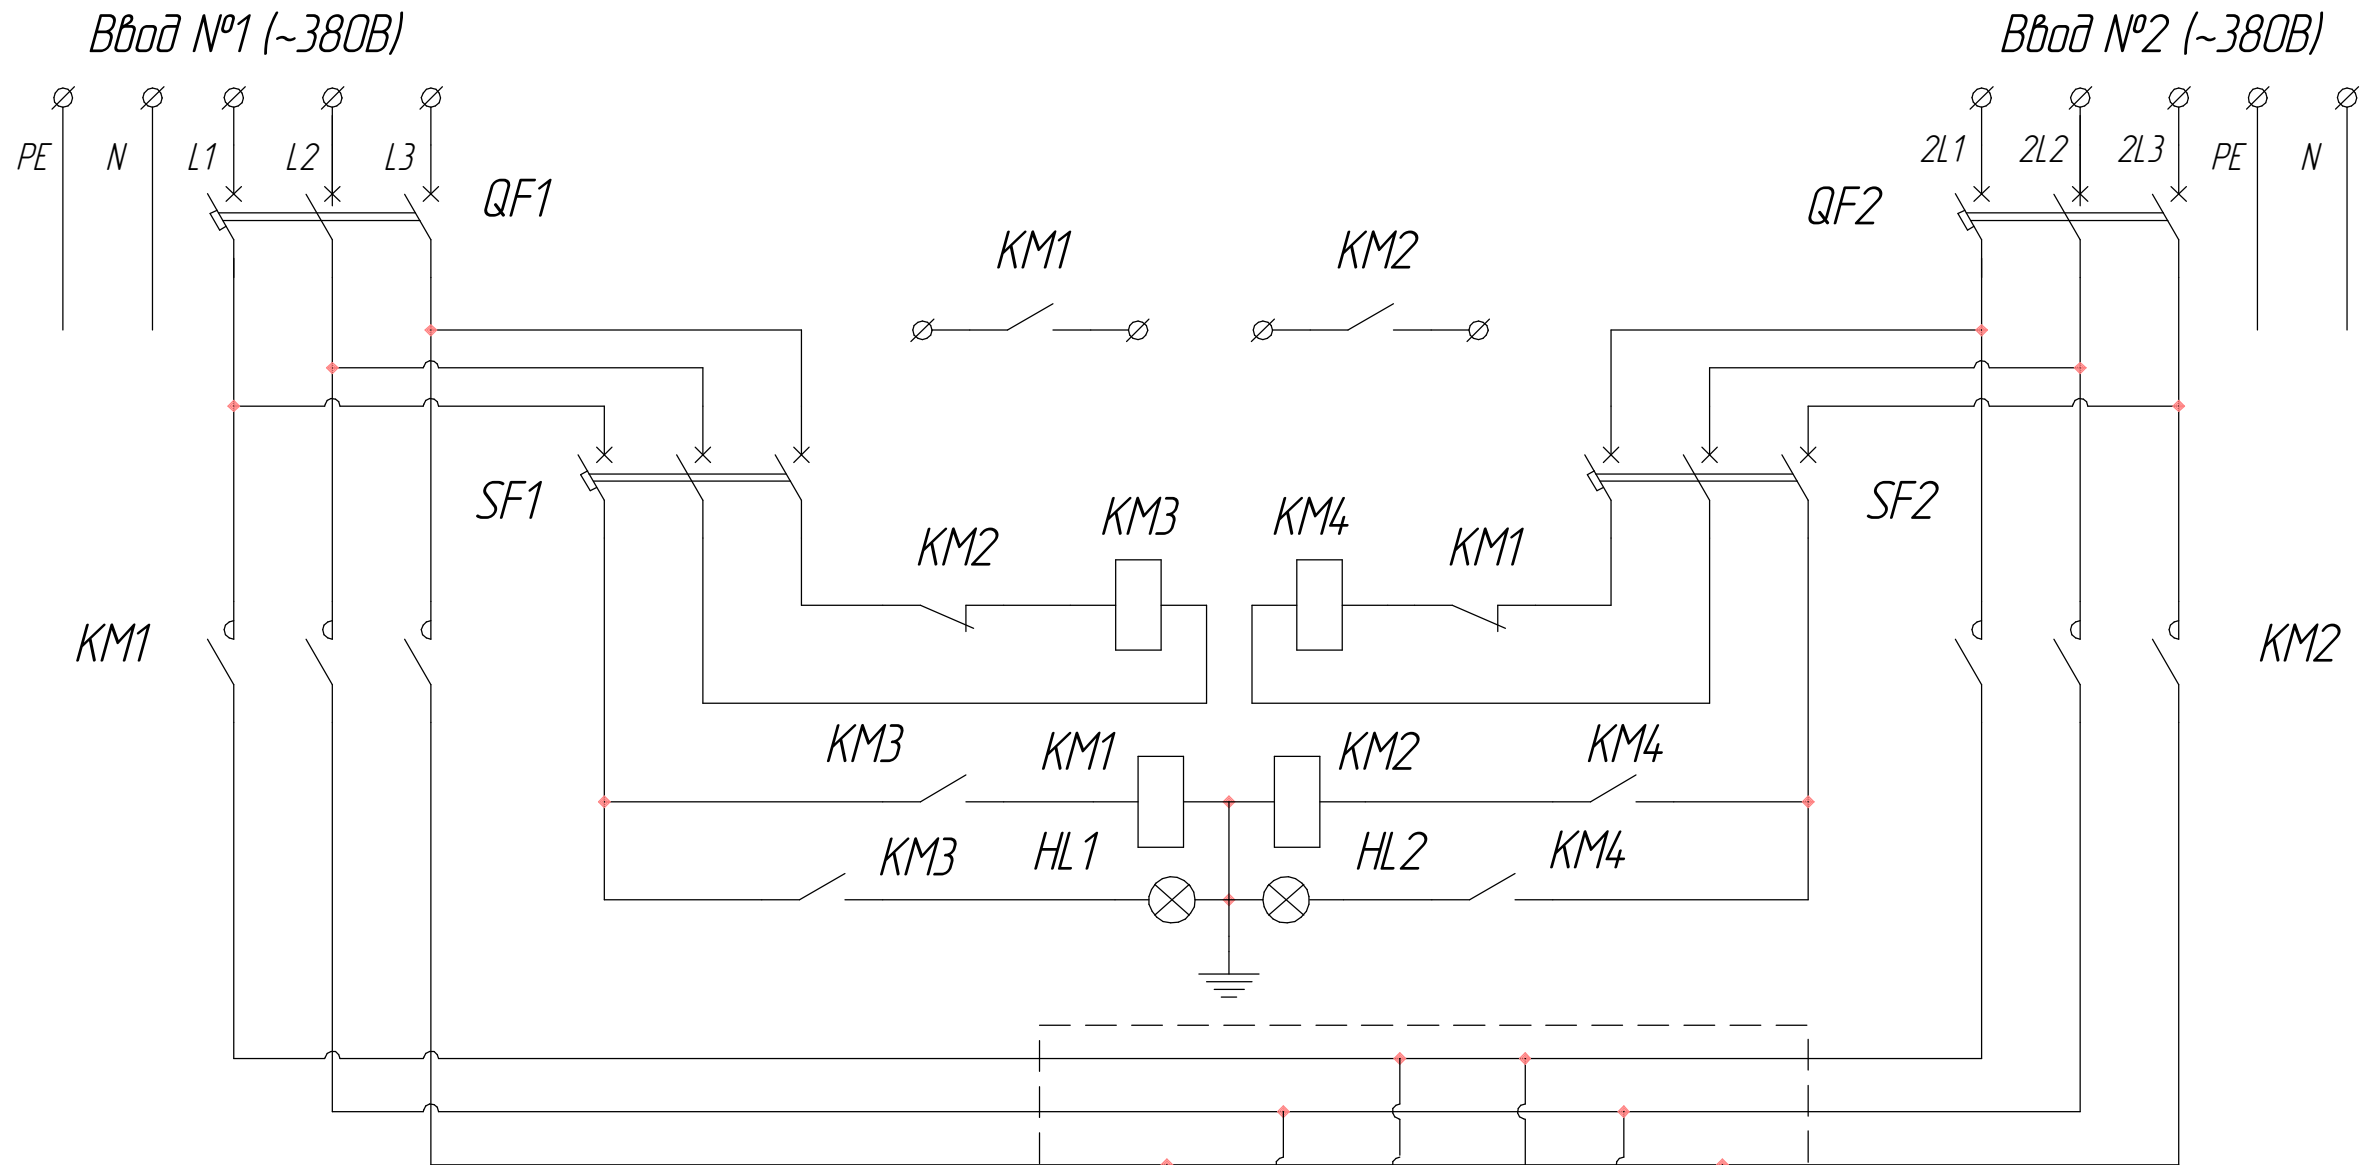 Ввод №1 (~380В)
Ввод №2 (~380В)
PE
N
L1
L2
L3
2L1
2L2
2L3
PE
N
QF1
QF2
KM1
KM2
SF1
KM3
KM4
SF2
KM2
KM1
KM1
KM2
KM3
KM1
KM2
KM4
KM3
HL1
HL2
KM4